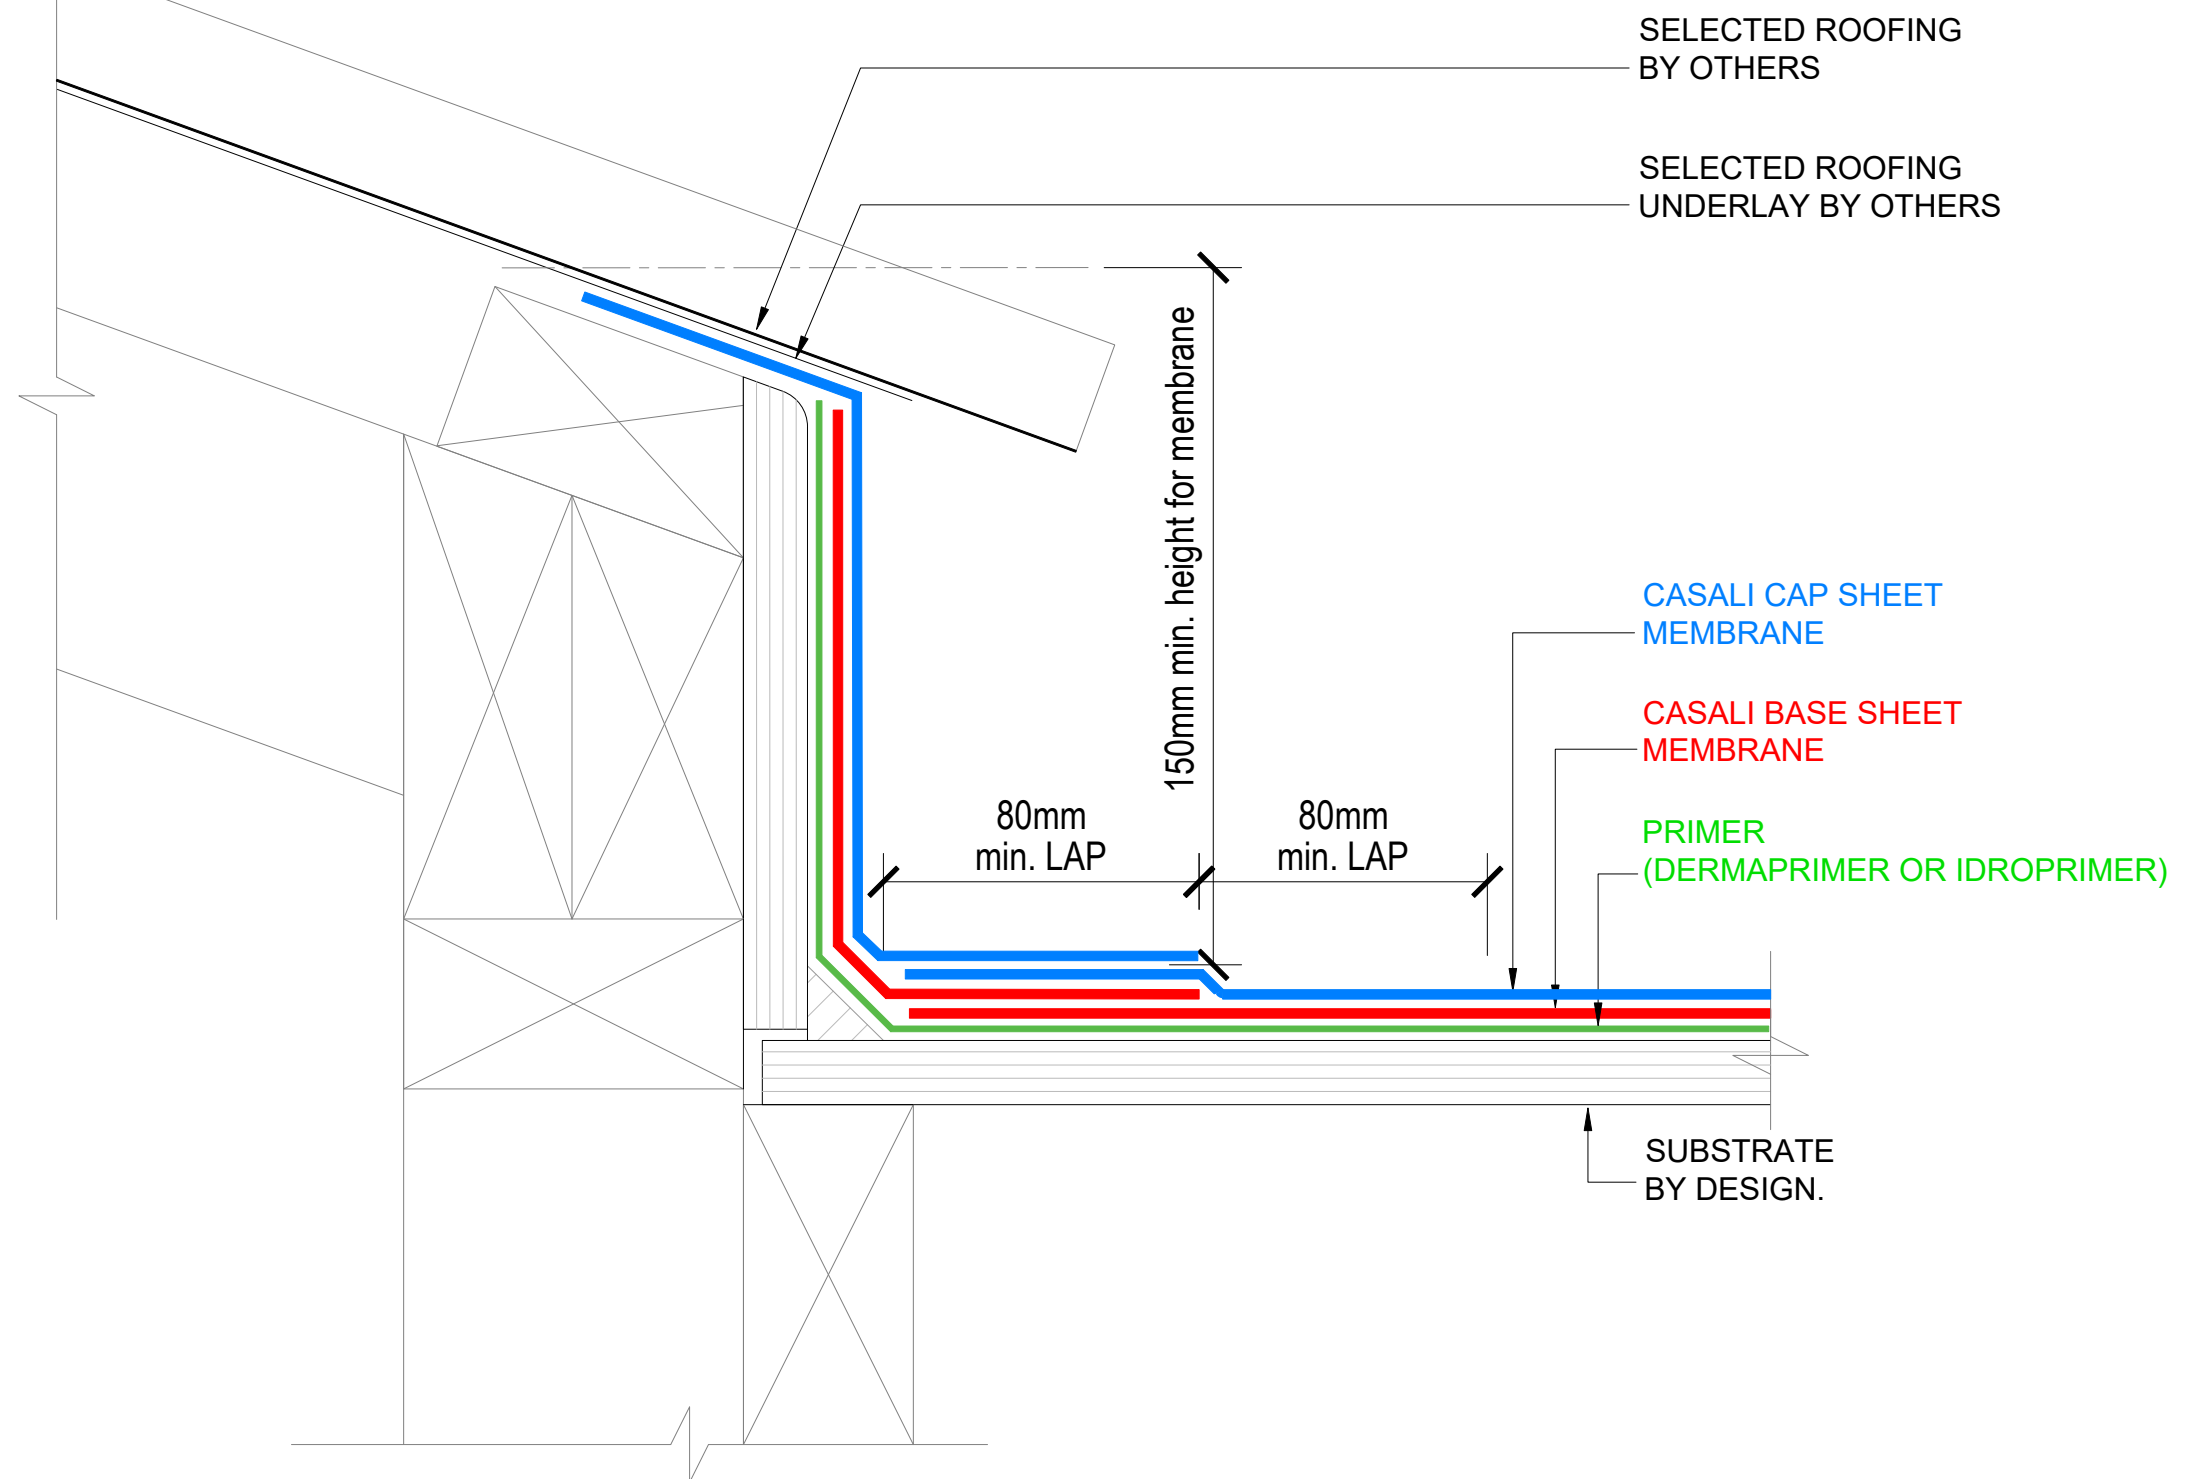 SELECTED ROOFING
BY OTHERS
SELECTED ROOFING
UNDERLAY BY OTHERS
150mm min. height for membrane
CASALI CAP SHEET
MEMBRANE
CASALI BASE SHEET
MEMBRANE
80mm
min. LAP
80mm
min. LAP
PRIMER
(DERMAPRIMER OR IDROPRIMER)
SUBSTRATE
BY DESIGN.